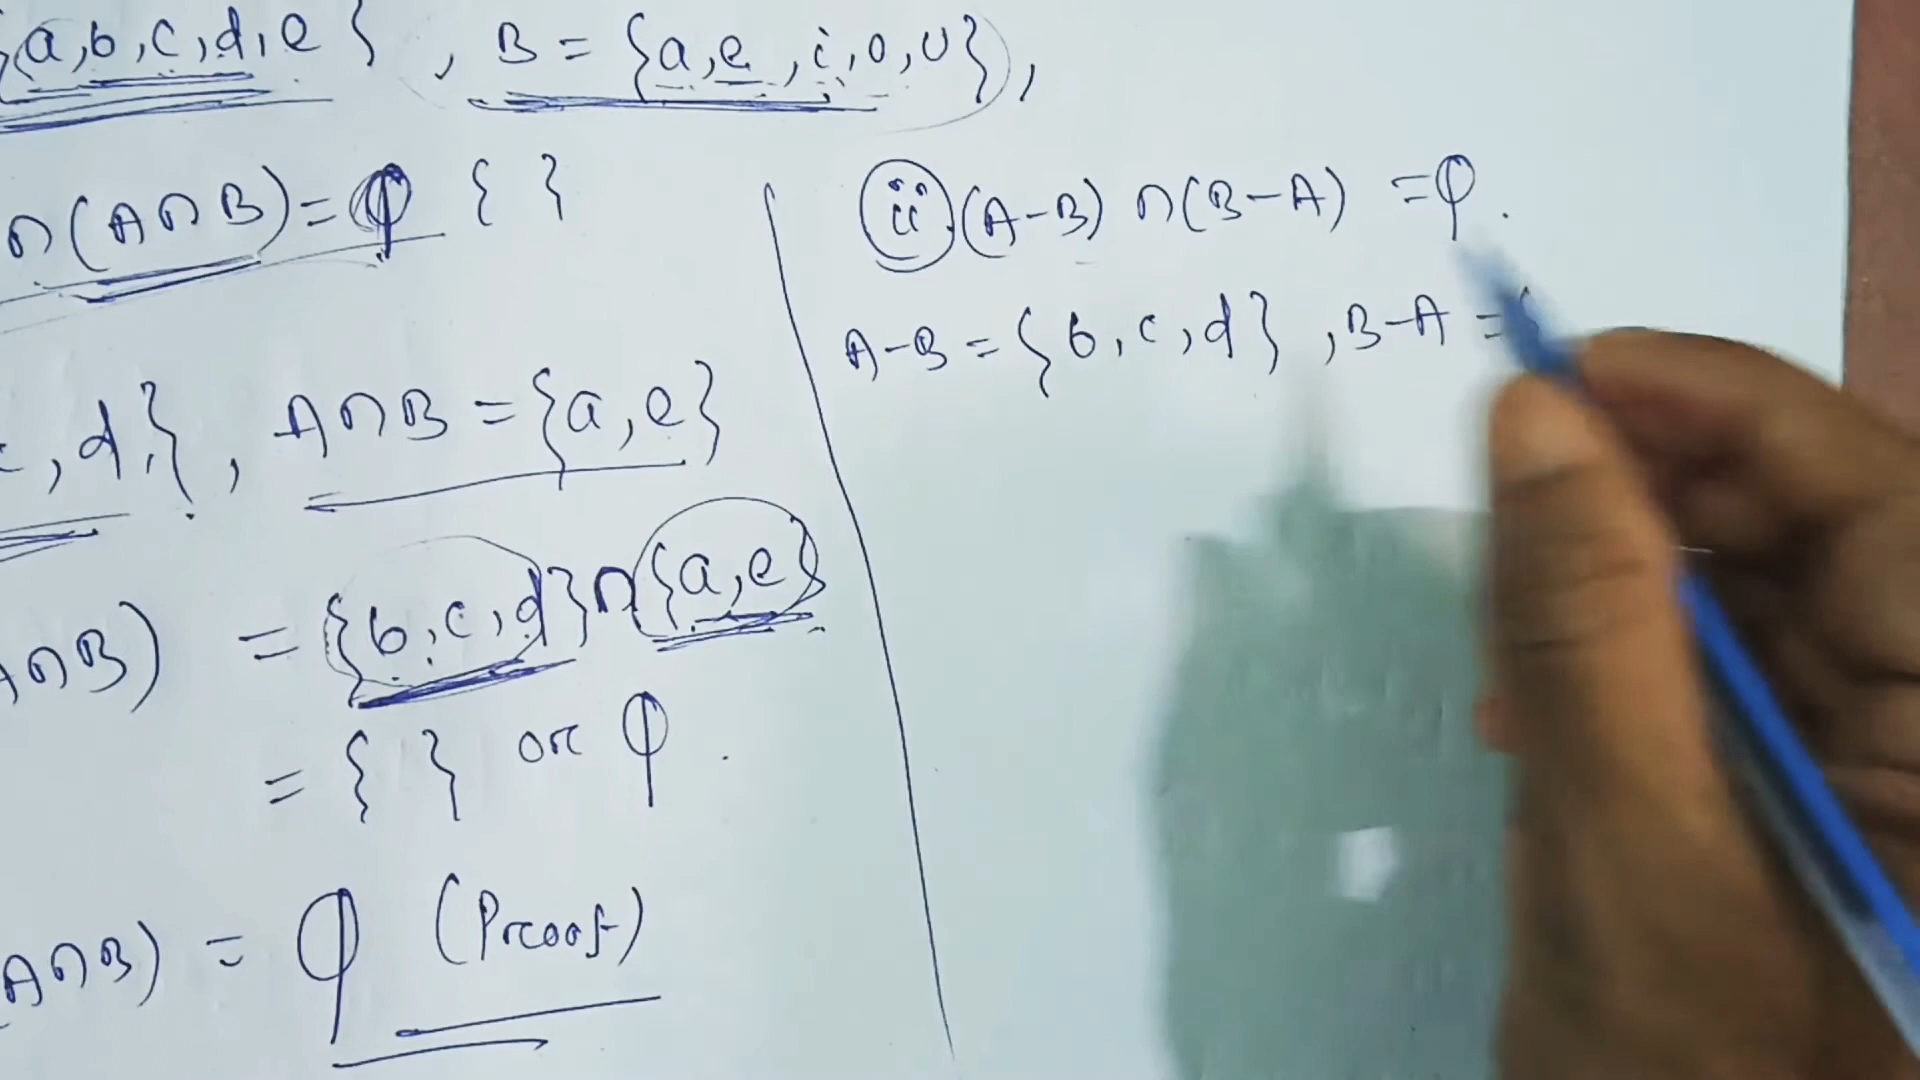 {a,b,c,d,e} , B = {a,e,i,o,u},
∩(A∩B)=φ { }
c,d,} , A∩B={a,e}
A∩B) = {b,c,d}∩{a,e}
= { } or φ .
A∩B) = φ (Proof)
ii (A-B) ∩(B-A) =φ.
A-B={b,c,d} ,B-A ={